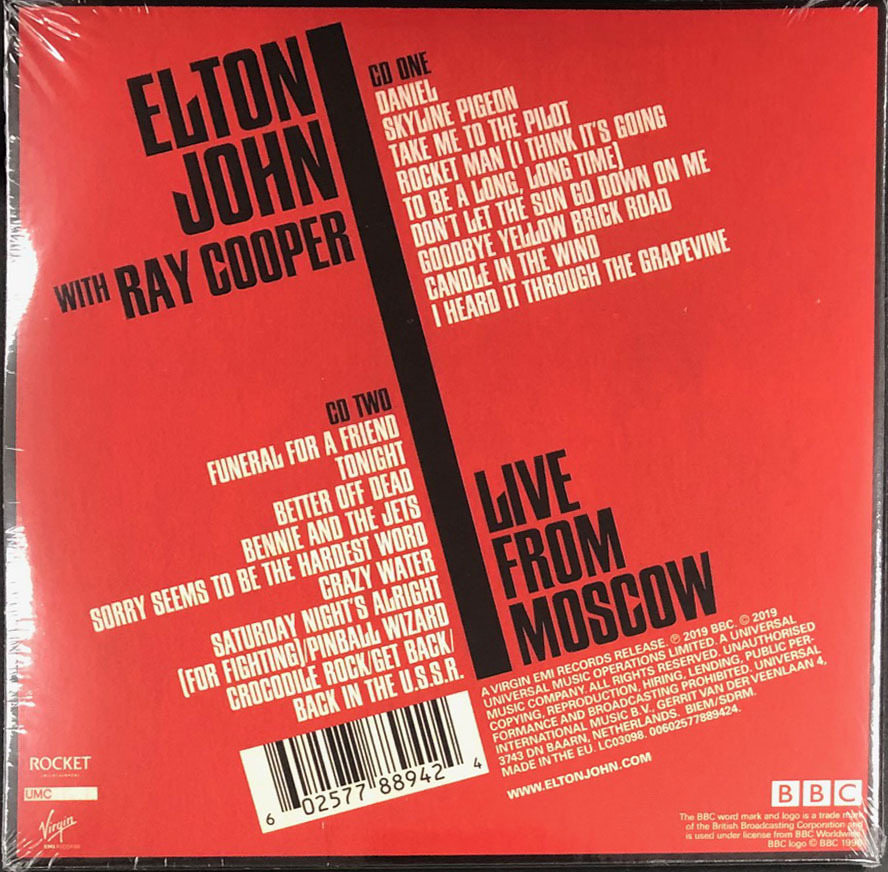 ELTON
JOHN
WITH RAY COOPER
CD ONE
DANIEL
SKYLINE PIGEON
TAKE ME TO THE PILOT
ROCKET MAN (I THINK IT'S GOING
TO BE A LONG, LONG TIME)
DON'T LET THE SUN GO DOWN ON ME
GOODBYE YELLOW BRICK ROAD
CANDLE IN THE WIND
I HEARD IT THROUGH THE GRAPEVINE
CD TWO
FUNERAL FOR A FRIEND
TONIGHT
BETTER OFF DEAD
BENNIE AND THE JETS
SORRY SEEMS TO BE THE HARDEST WORD
CRAZY WATER
SATURDAY NIGHT'S ALRIGHT
(FOR FIGHTING)/PINBALL WIZARD
CROCODILE ROCK/GET BACK/
BACK IN THE U.S.S.R.
LIVE
FROM
MOSCOW
A VIRGIN EMI RECORDS RELEASE. ℗ 2019 BBC. © 2019
UNIVERSAL MUSIC OPERATIONS LIMITED. A UNIVERSAL
MUSIC COMPANY. ALL RIGHTS RESERVED. UNAUTHORISED
COPYING, REPRODUCTION, HIRING, LENDING, PUBLIC PER-
FORMANCE AND BROADCASTING PROHIBITED. UNIVERSAL
INTERNATIONAL MUSIC B.V., GERRIT VAN DER VEENLAAN 4,
3743 DN BAARN, NETHERLANDS. BIEM/SDRM.
MADE IN THE EU. LC03098. 00602577889424.
WWW.ELTONJOHN.COM
6 02577 88942 4
ROCKET
UMC
Virgin
EMI RECORDS
BBC
The BBC word mark and logo is a trade mark
of the British Broadcasting Corporation and
is used under license from BBC Worldwide.
BBC logo © BBC 1996